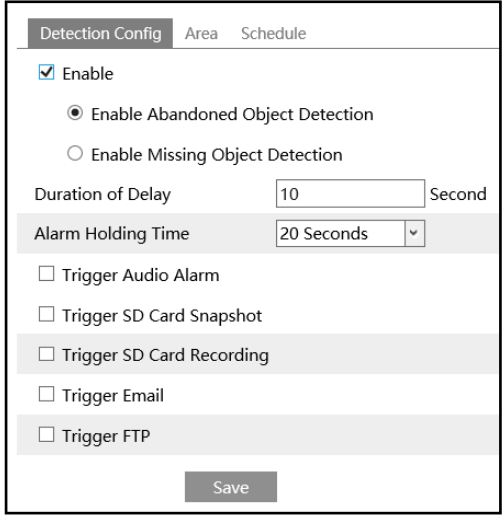 Detection Config Area Schedule
Enable
Enable Abandoned Object Detection
Enable Missing Object Detection
Duration of Delay 10 Second
Alarm Holding Time 20 Seconds
Trigger Audio Alarm
Trigger SD Card Snapshot
Trigger SD Card Recording
Trigger Email
Trigger FTP
Save